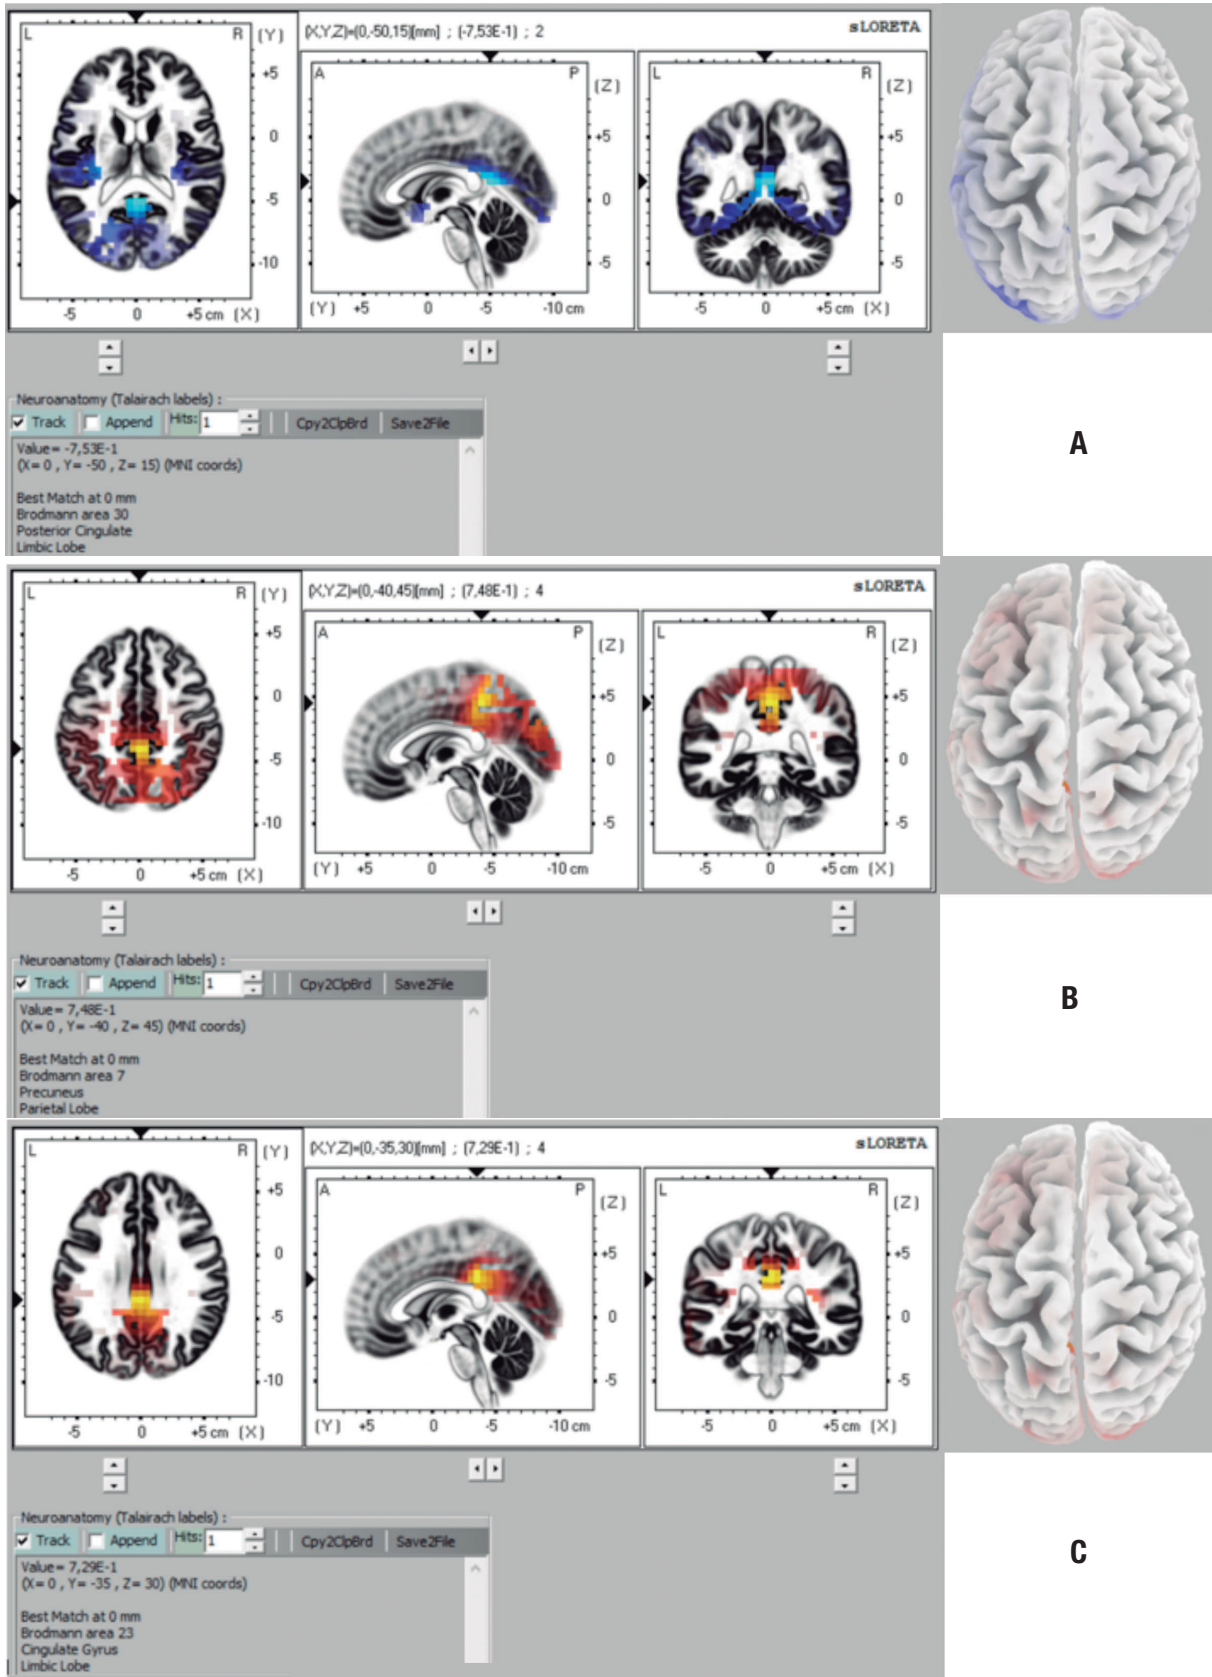 L R (Y) (X,Y,Z)=(0,-50,15)[mm] ; (-7,53E-1) ; 2 sLORETA
A P (Z) L R (Z)
+5 +5 +5
0 0 0
-5 -5 -5
-10
-5 0 +5 cm (X) (Y) +5 0 -5 -10 cm -5 0 +5 cm (X)
Neuroanatomy (Talairach labels) :
Track Append Hits: 1 Cpy2ClpBrd Save2File
Value= -7,53E-1
(X= 0 , Y= -50 , Z= 15) (MNI coords)
Best Match at 0 mm
Brodmann area 30
Posterior Cingulate
Limbic Lobe
A
L R (Y) (X,Y,Z)=(0,-40,45)[mm] ; (7,48E-1) ; 4 sLORETA
A P (Z) L R (Z)
+5 +5 +5
0 0 0
-5 -5 -5
-10
-5 0 +5 cm (X) (Y) +5 0 -5 -10 cm -5 0 +5 cm (X)
Neuroanatomy (Talairach labels) :
Track Append Hits: 1 Cpy2ClpBrd Save2File
Value= 7,48E-1
(X= 0 , Y= -40 , Z= 45) (MNI coords)
Best Match at 0 mm
Brodmann area 7
Precuneus
Parietal Lobe
B
L R (Y) (X,Y,Z)=(0,-35,30)[mm] ; (7,29E-1) ; 4 sLORETA
A P (Z) L R (Z)
+5 +5 +5
0 0 0
-5 -5 -5
-10
-5 0 +5 cm (X) (Y) +5 0 -5 -10 cm -5 0 +5 cm (X)
Neuroanatomy (Talairach labels) :
Track Append Hits: 1 Cpy2ClpBrd Save2File
Value= 7,29E-1
(X= 0 , Y= -35 , Z= 30) (MNI coords)
Best Match at 0 mm
Brodmann area 23
Cingulate Gyrus
Limbic Lobe
C